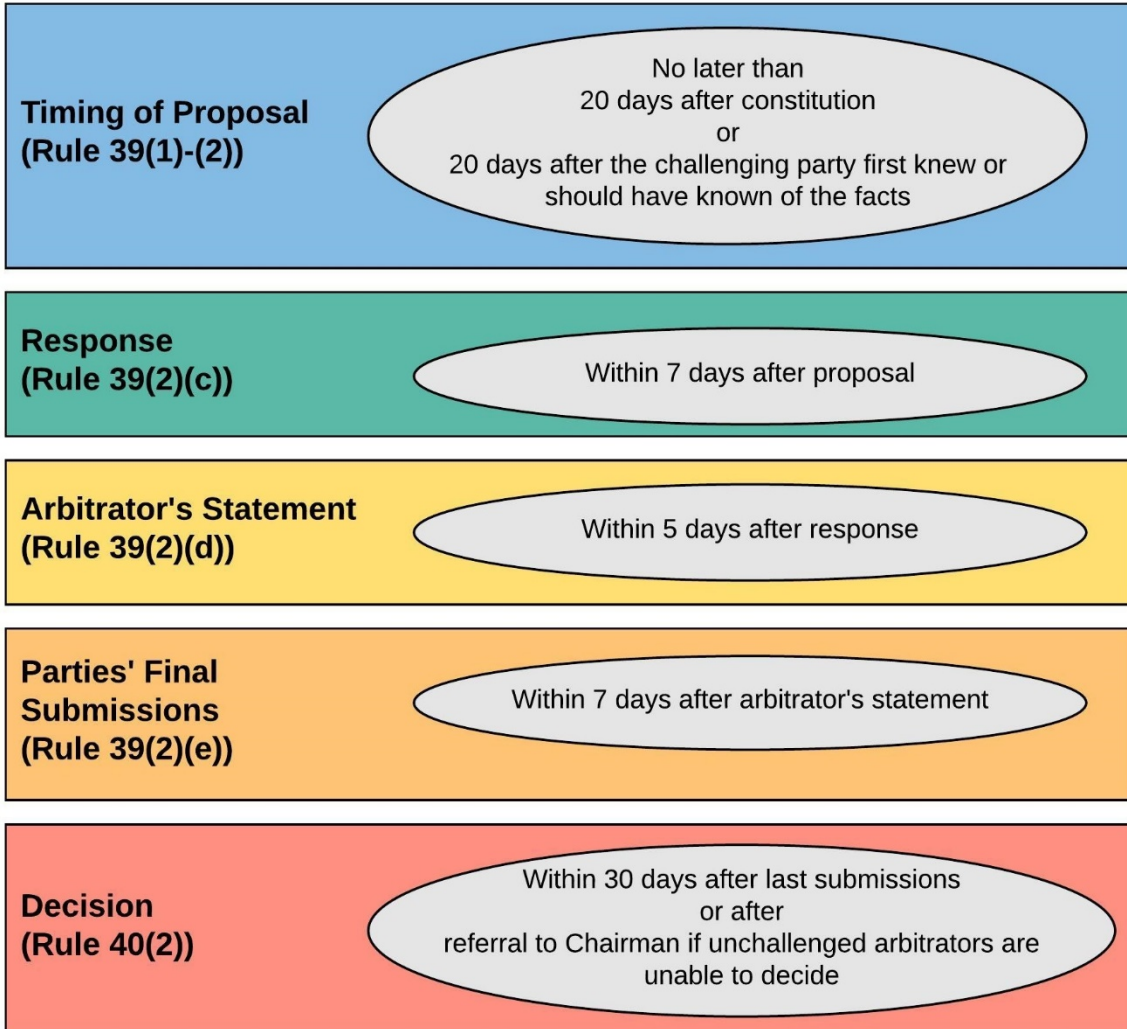 Timing of Proposal
(Rule 39(1)-(2))
No later than
20 days after constitution
or
20 days after the challenging party first knew or
should have known of the facts
Response
(Rule 39(2)(c))
Within 7 days after proposal
Arbitrator's Statement
(Rule 39(2)(d))
Within 5 days after response
Parties' Final
Submissions
(Rule 39(2)(e))
Within 7 days after arbitrator's statement
Decision
(Rule 40(2))
Within 30 days after last submissions
or after
referral to Chairman if unchallenged arbitrators are
unable to decide